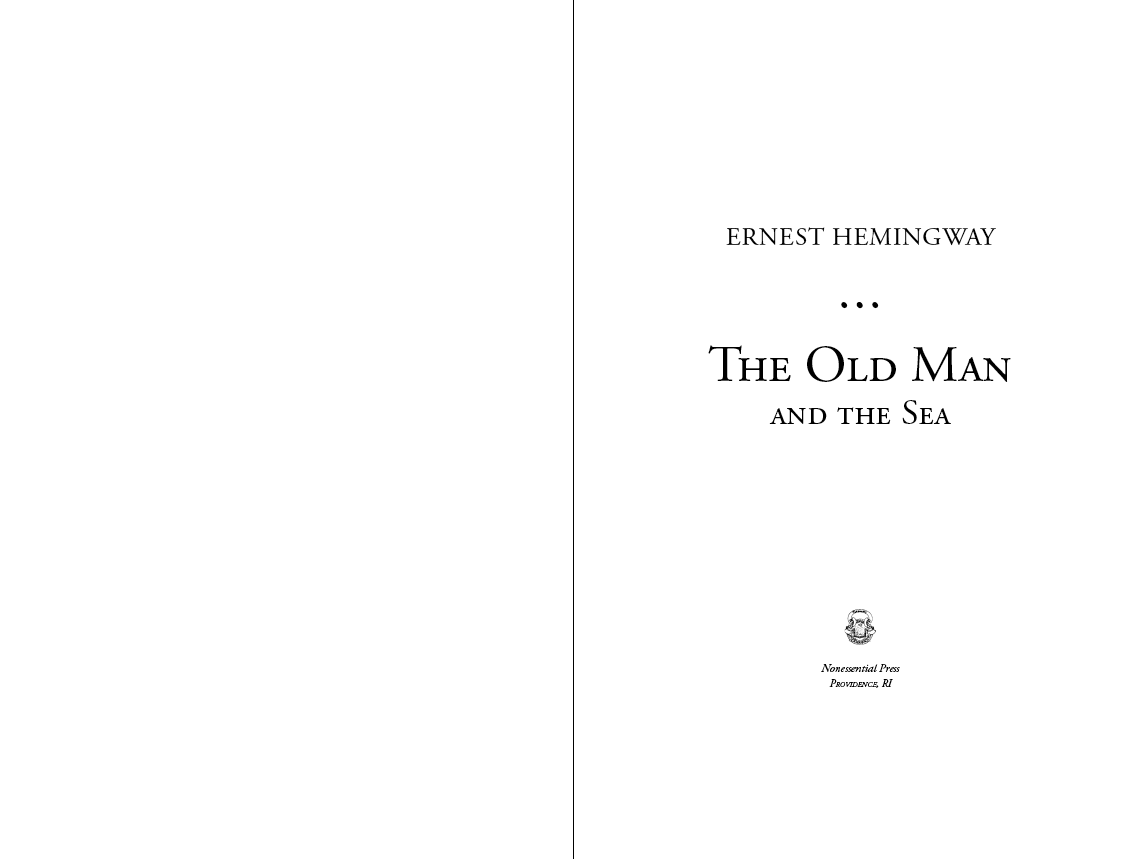 ERNEST HEMINGWAY
...
The Old Man
and the Sea
Nonessential Press
Providence, RI